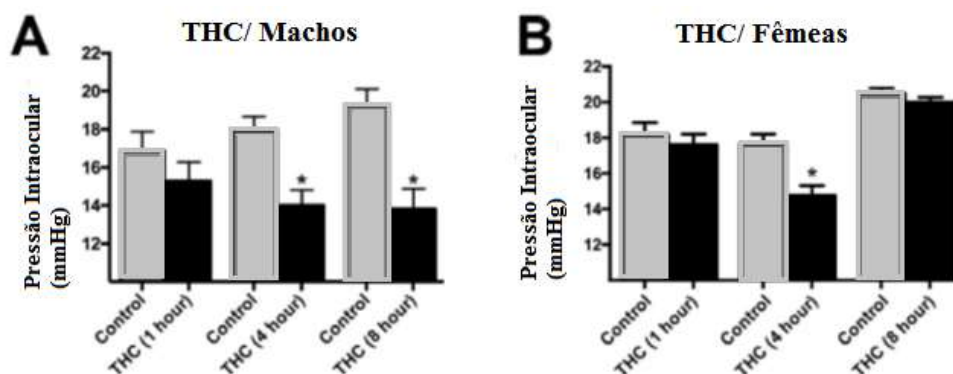 A
THC/ Machos
Pressão Intraocular
(mmHg)
22
20
18
16
14
12
Control
THC (1 hour)
Control
THC (4 hour)
*
Control
THC (8 hour)
*
B
THC/ Fêmeas
Pressão Intraocular
(mmHg)
22
20
18
16
14
12
Control
THC (1 hour)
Control
THC (4 hour)
*
Control
THC (8 hour)